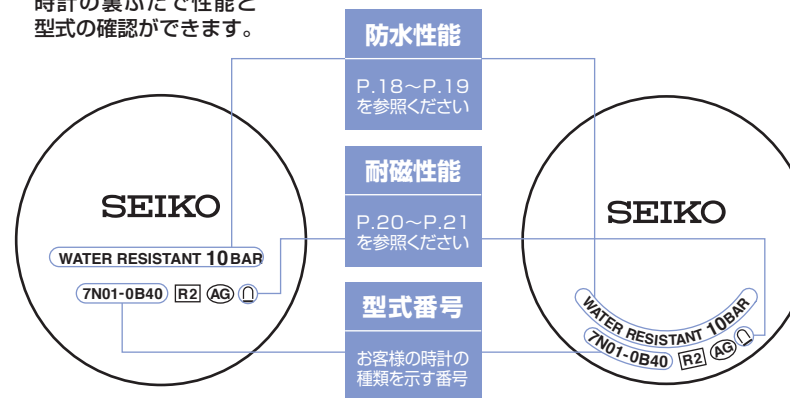 時計の裏ぶたで性能と
型式の確認ができます。
防水性能
P.18〜P.19
を参照ください
耐磁性能
P.20〜P.21
を参照ください
型式番号
お客様の時計の
種類を示す番号
SEIKO
WATER RESISTANT 10 BAR
7N01-0B40 R2 AG
SEIKO
WATER RESISTANT 10BAR
7N01-0B40 R2 AG